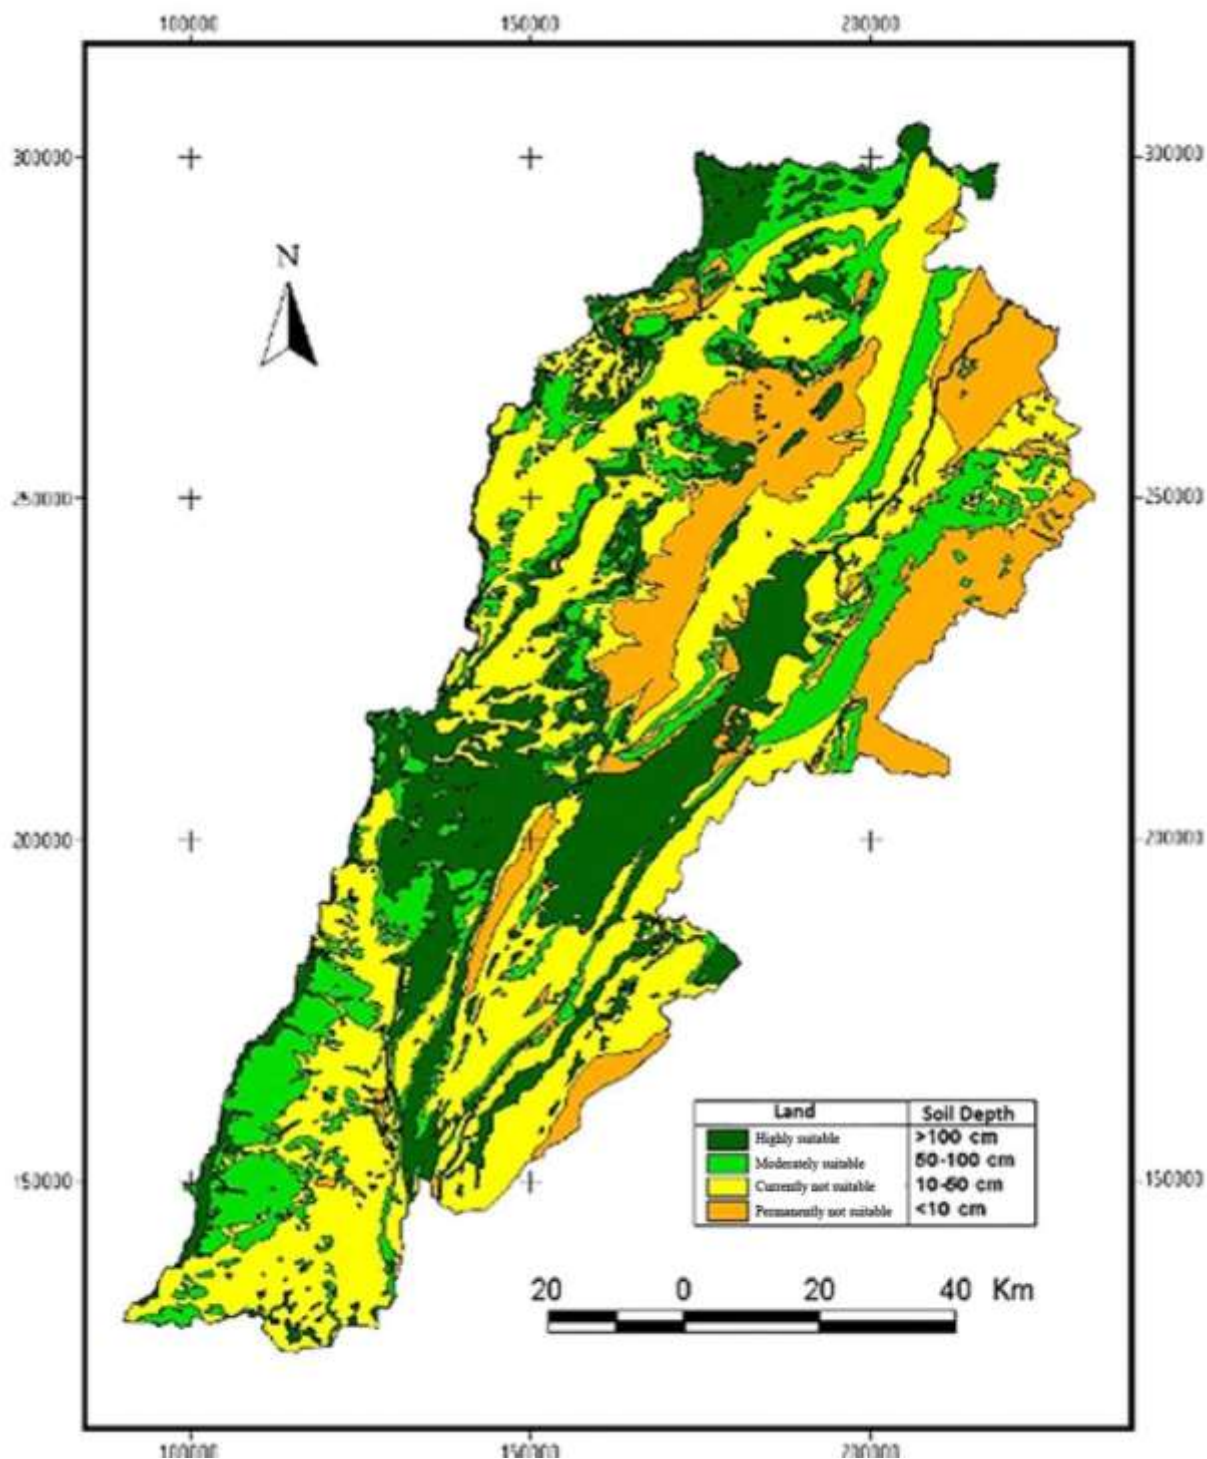 100000 150000 200000
300000 300000
N
250000 250000
200000 200000
Land Soil Depth
Highly suitable >100 cm
Moderately suitable 50-100 cm
Currently not suitable 10-50 cm
Permanently not suitable <10 cm
150000 150000
20 0 20 40 Km
100000 150000 200000